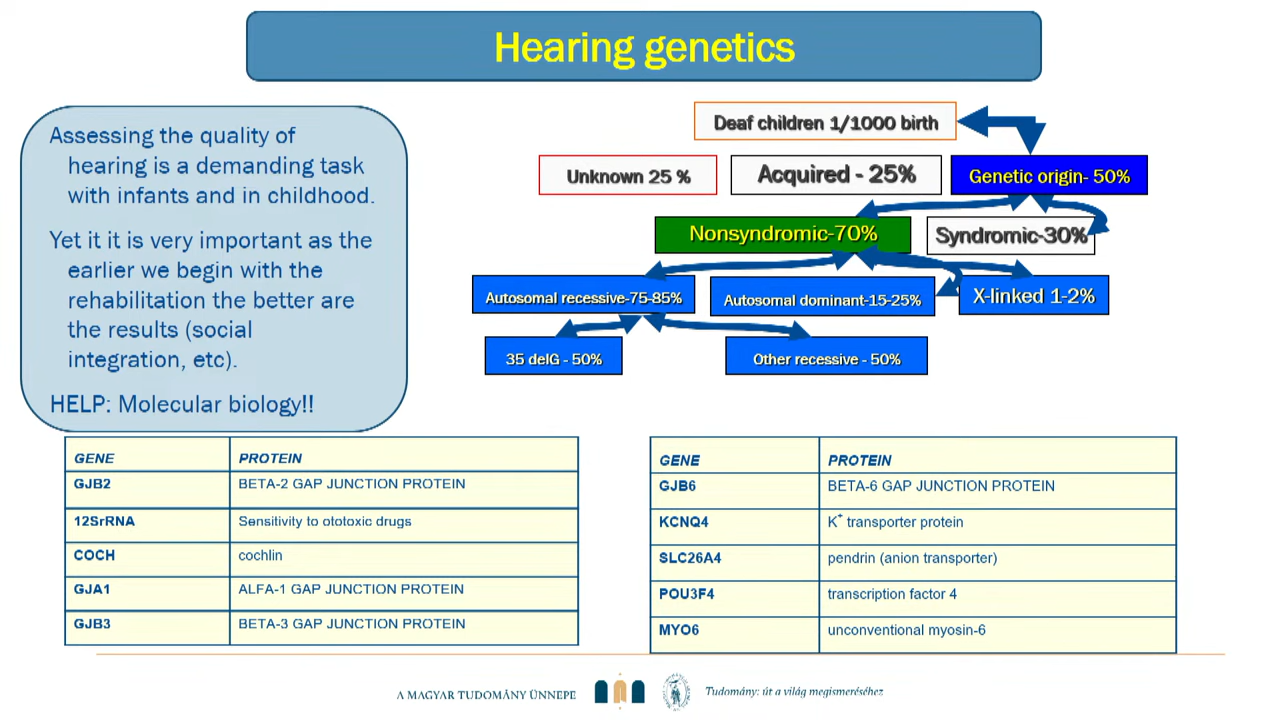 Hearing genetics
Assessing the quality of
hearing is a demanding task
with infants and in childhood.
Yet it it is very important as the
earlier we begin with the
rehabilitation the better are
the results (social
integration, etc).
HELP: Molecular biology!!
Deaf children 1/1000 birth
Unknown 25 %
Acquired - 25%
Genetic origin- 50%
Nonsyndromic-70%
Syndromic-30%
Autosomal recessive-75-85%
Autosomal dominant-15-25%
X-linked 1-2%
35 delG - 50%
Other recessive - 50%
GENE PROTEIN
GJB2 BETA-2 GAP JUNCTION PROTEIN
12SrRNA Sensitivity to ototoxic drugs
COCH cochlin
GJA1 ALFA-1 GAP JUNCTION PROTEIN
GJB3 BETA-3 GAP JUNCTION PROTEIN
GENE PROTEIN
GJB6 BETA-6 GAP JUNCTION PROTEIN
KCNQ4 K⁺ transporter protein
SLC26A4 pendrin (anion transporter)
POU3F4 transcription factor 4
MYO6 unconventional myosin-6
A MAGYAR TUDOMÁNY ÜNNEPE
Tudomány: út a világ megismeréséhez